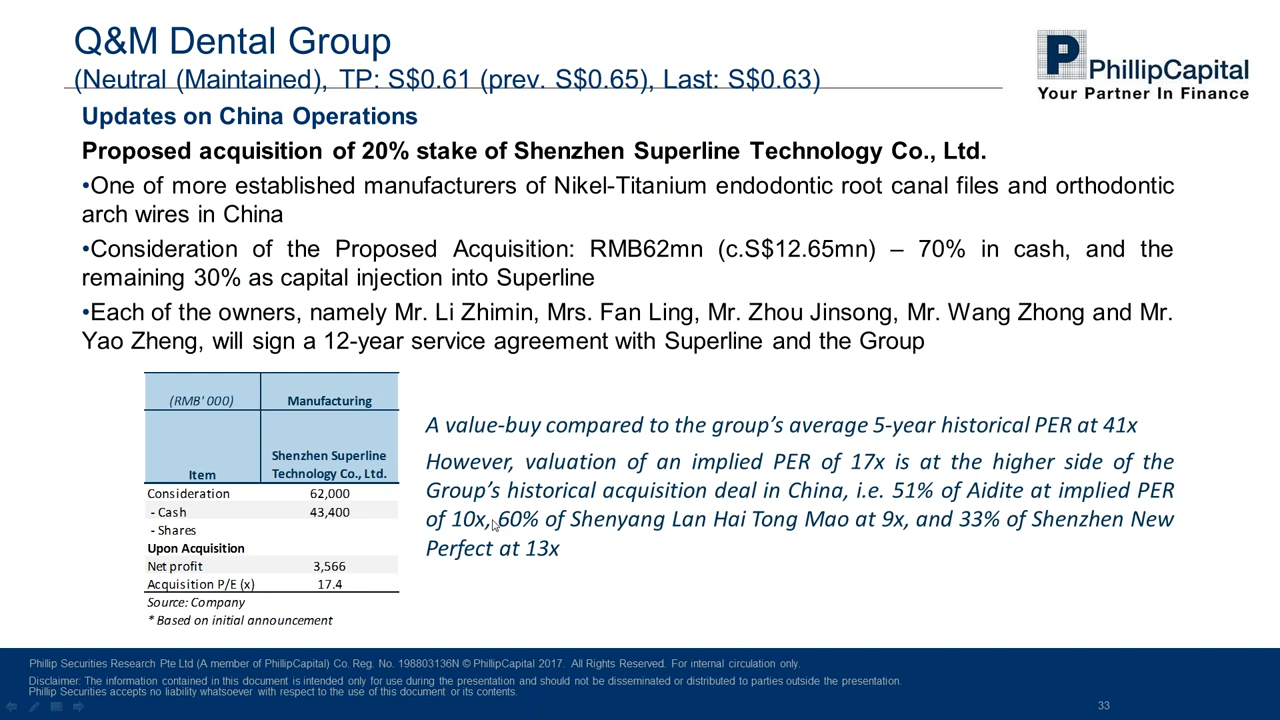 Q&M Dental Group
(Neutral (Maintained), TP: S$0.61 (prev. S$0.65), Last: S$0.63)
P
PhillipCapital
Your Partner In Finance
Updates on China Operations
Proposed acquisition of 20% stake of Shenzhen Superline Technology Co., Ltd.
•One of more established manufacturers of Nikel-Titanium endodontic root canal files and orthodontic
arch wires in China
•Consideration of the Proposed Acquisition: RMB62mn (c.S$12.65mn) – 70% in cash, and the
remaining 30% as capital injection into Superline
•Each of the owners, namely Mr. Li Zhimin, Mrs. Fan Ling, Mr. Zhou Jinsong, Mr. Wang Zhong and Mr.
Yao Zheng, will sign a 12-year service agreement with Superline and the Group
(RMB' 000) Manufacturing
Shenzhen Superline
Item Technology Co., Ltd.
Consideration 62,000
- Cash 43,400
- Shares
Upon Acquisition
Net profit 3,566
Acquisition P/E (x) 17.4
Source: Company
* Based on initial announcement
A value-buy compared to the group's average 5-year historical PER at 41x
However, valuation of an implied PER of 17x is at the higher side of the
Group's historical acquisition deal in China, i.e. 51% of Aidite at implied PER
of 10x, 60% of Shenyang Lan Hai Tong Mao at 9x, and 33% of Shenzhen New
Perfect at 13x
Phillip Securities Research Pte Ltd (A member of PhillipCapital) Co. Reg. No. 198803136N © PhillipCapital 2017. All Rights Reserved. For internal circulation only.
Disclaimer: The information contained in this document is intended only for use during the presentation and should not be disseminated or distributed to parties outside the presentation.
Phillip Securities accepts no liability whatsoever with respect to the use of this document or its contents.
33